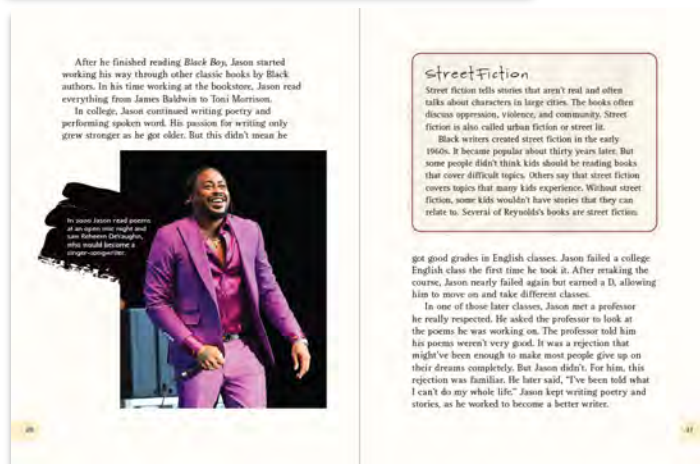 After he finished reading Black Boy, Jason started
working his way through other classic books by Black
authors. In his time working at the bookstore, Jason read
everything from James Baldwin to Toni Morrison.
In college, Jason continued writing poetry and
performing spoken word. His passion for writing only
grew stronger as he got older. But this didn't mean he
In 2000 Jason read poems
at an open mic night and
saw Raheem DeVaughn,
who would become a
singer-songwriter.
Street Fiction
Street fiction tells stories that aren't real and often
talks about characters in large cities. The books often
discuss oppression, violence, and community. Street
fiction is also called urban fiction or street lit.
Black writers created street fiction in the early
1960s. It became popular about thirty years later. But
some people didn't think kids should be reading books
that cover difficult topics. Others say that street fiction
covers topics that many kids experience. Without street
fiction, some kids wouldn't have stories that they can
relate to. Several of Reynolds's books are street fiction.
got good grades in English classes. Jason failed a college
English class the first time he took it. After retaking the
course, Jason nearly failed again but earned a D, allowing
him to move on and take different classes.
In one of those later classes, Jason met a professor
he really respected. He asked the professor to look at
the poems he was working on. The professor told him
his poems weren't very good. It was a rejection that
might've been enough to make most people give up on
their dreams completely. But Jason didn't. For him, this
rejection was familiar. He later said, "I've been told what
I can't do my whole life." Jason kept writing poetry and
stories, as he worked to become a better writer.